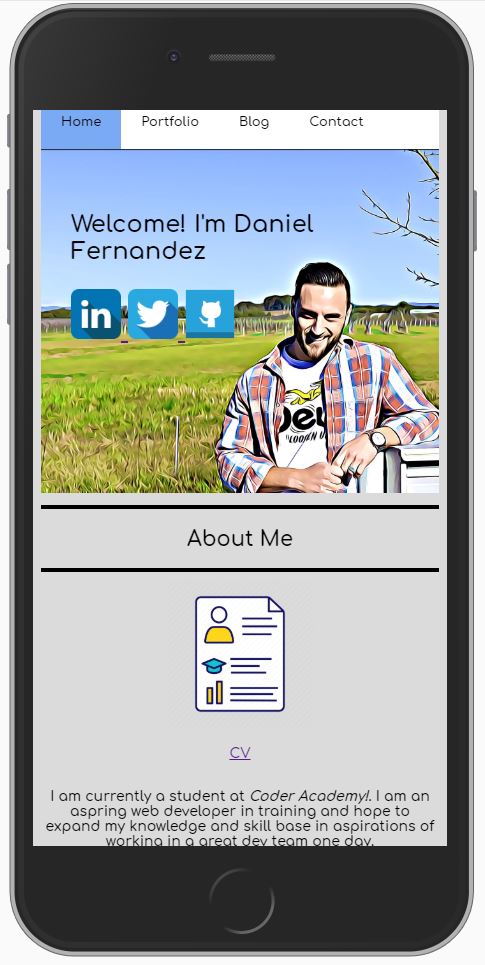 Home Portfolio Blog Contact
Welcome! I'm Daniel
Fernandez
in
About Me
CV
I am currently a student at Coder Academy!. I am an
aspring web developer in training and hope to
expand my knowledge and skill base in aspirations of
working in a great dev team one day.